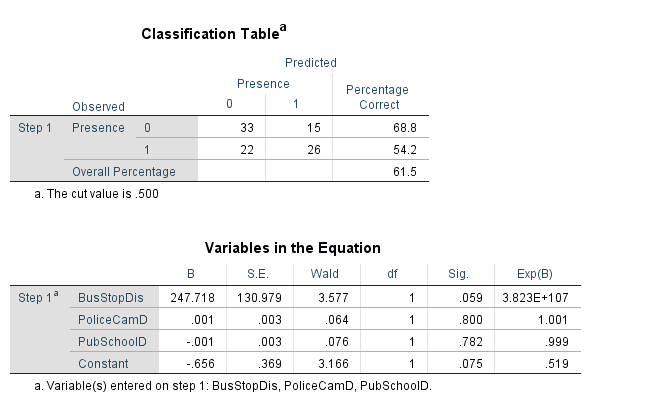 Classification Tableᵃ
Predicted
Presence Percentage
Observed 0 1 Correct
Step 1 Presence 0 33 15 68.8
1 22 26 54.2
Overall Percentage 61.5
a. The cut value is .500
Variables in the Equation
B S.E. Wald df Sig. Exp(B)
Step 1ᵃ BusStopDis 247.718 130.979 3.577 1 .059 3.823E+107
PoliceCamD .001 .003 .064 1 .800 1.001
PubSchoolD -.001 .003 .076 1 .782 .999
Constant -.656 .369 3.166 1 .075 .519
a. Variable(s) entered on step 1: BusStopDis, PoliceCamD, PubSchoolD.